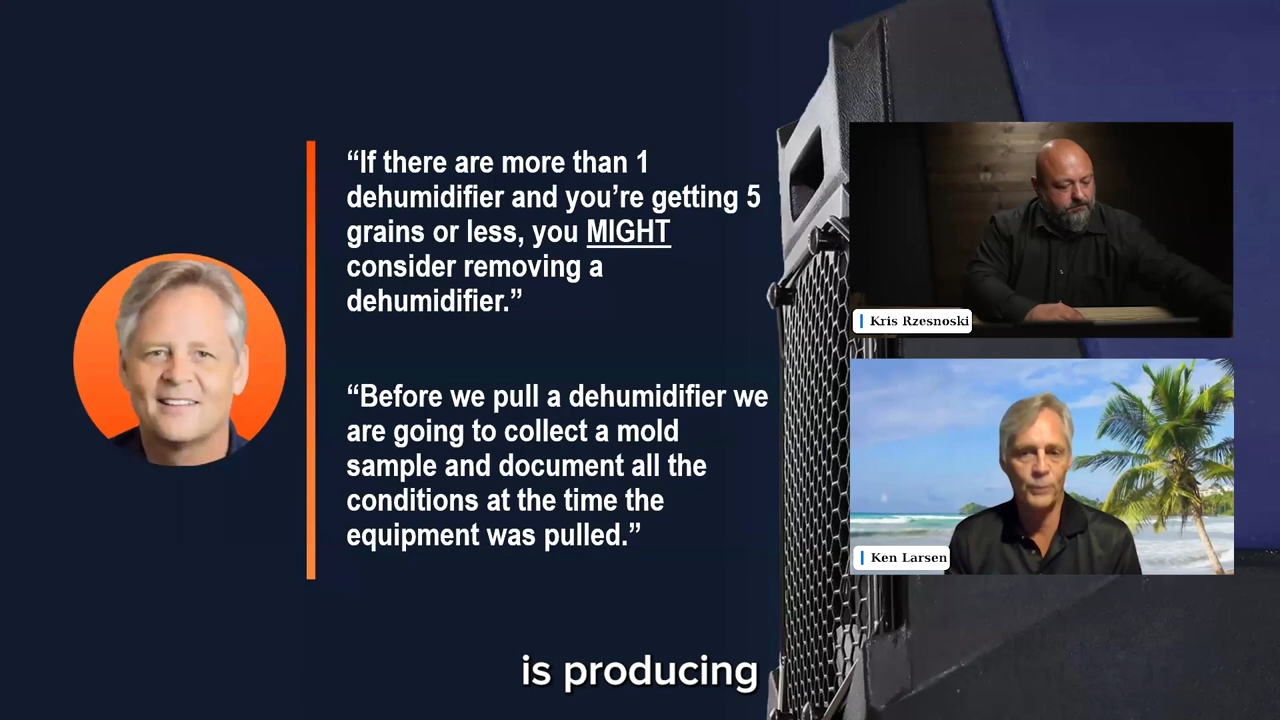 “If there are more than 1
dehumidifier and you’re getting 5
grains or less, you MIGHT
consider removing a
dehumidifier.”
“Before we pull a dehumidifier we
are going to collect a mold
sample and document all the
conditions at the time the
equipment was pulled.”
Kris Rzesnoski
Ken Larsen
is producing